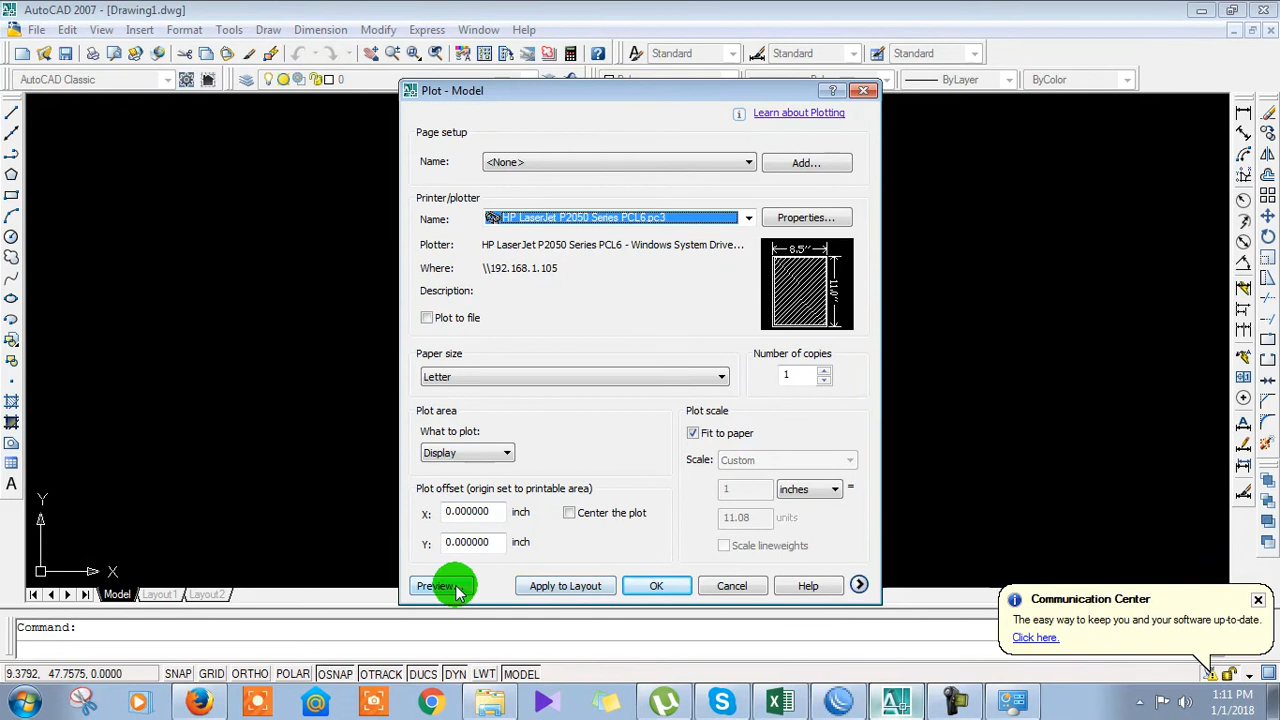 AutoCAD 2007 - [Drawing1.dwg]
File Edit View Insert Format Tools Draw Dimension Modify Express Window Help
Standard Standard Standard
AutoCAD Classic 0 ByLayer ByColor
Plot - Model
Learn about Plotting
Page setup
Name: <None> Add...
Printer/plotter
Name: HP LaserJet P2050 Series PCL6.pc3 Properties...
Plotter: HP LaserJet P2050 Series PCL6 - Windows System Drive...
8.5''
Where: \\192.168.1.105
11.0''
Description:
Plot to file
Paper size
Number of copies
Letter
1
Plot area
Plot scale
What to plot:
Fit to paper
Display
Scale: Custom
Plot offset (origin set to printable area)
1 inches =
X: 0.000000 inch Center the plot
11.08 units
Y: 0.000000 inch
Scale lineweights
Preview... Apply to Layout OK Cancel Help
Y
X
Model Layout1 Layout2
Communication Center
The easy way to keep you and your software up-to-date.
Click here.
Command:
9.3792, 47.7575, 0.0000 SNAP GRID ORTHO POLAR OSNAP OTRACK DUCS DYN LWT MODEL
1:11 PM
1/1/2018